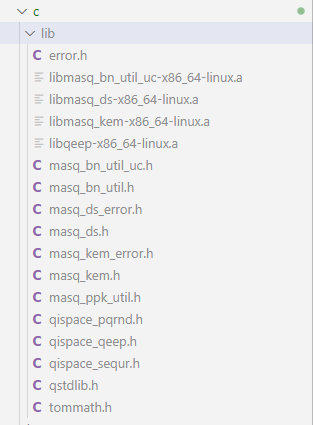 c
lib
C error.h
libmasq_bn_util_uc-x86_64-linux.a
libmasq_ds-x86_64-linux.a
libmasq_kem-x86_64-linux.a
libqeep-x86_64-linux.a
C masq_bn_util_uc.h
C masq_bn_util.h
C masq_ds_error.h
C masq_ds.h
C masq_kem_error.h
C masq_kem.h
C masq_ppk_util.h
C qispace_pqrnd.h
C qispace_qeep.h
C qispace_sequr.h
C qstdlib.h
C tommath.h